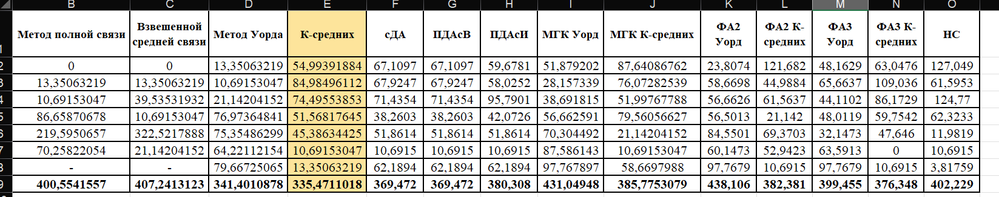 B C D E F G H I J K L M N O
Метод полной связи Взвешенной средней связи Метод Уорда К-средних сДА ПДАсВ ПДАсИ МГК Уорд МГК К-средних ФА2 Уорд ФА2 К-средних ФА3 Уорд ФА3 К-средних НС
0 0 13,35063219 54,99391884 67,1097 67,1097 59,6781 51,879202 87,64086762 23,8074 121,682 48,1629 63,0476 127,049
13,35063219 13,35063219 10,69153047 84,98496112 67,9247 67,9247 58,0252 28,157339 76,07282539 58,6698 44,9884 65,6637 109,036 61,5953
10,69153047 39,53531932 21,14204152 74,49553853 71,4354 71,4354 95,7901 38,691815 51,99767788 56,6626 61,5637 44,1102 86,1729 124,77
86,65870678 10,69153047 76,97364841 51,56817645 38,2603 38,2603 42,0726 56,662591 79,56056627 56,5013 21,142 48,0119 59,7542 62,3233
219,5950657 322,5217888 75,35486299 45,38634425 51,8614 51,8614 51,8614 70,304492 21,14204152 84,5501 69,3703 32,1473 47,646 11,9819
70,25822054 21,14204152 64,22112154 10,69153047 10,6915 10,6915 10,6915 87,586143 10,69153047 60,1473 52,9423 63,5913 0 10,6915
- - 79,66725065 13,35063219 62,1894 62,1894 62,1894 97,767897 58,6697988 97,7679 10,6915 97,7679 10,6915 3,81759
400,5541557 407,2413123 341,4010878 335,4711018 369,472 369,472 380,308 431,04948 385,7753079 438,106 382,381 399,455 376,348 402,229